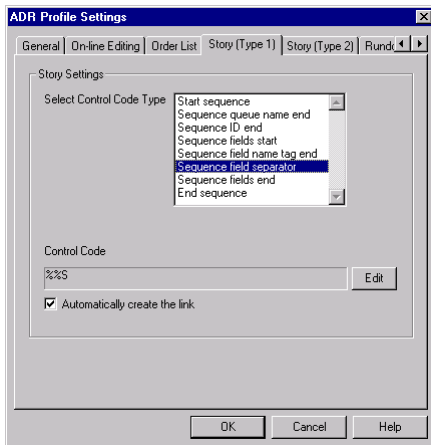 ADR Profile Settings
General On-line Editing Order List Story (Type 1) Story (Type 2)
Story Settings
Select Control Code Type
Start sequence
Sequence queue name end
Sequence ID end
Sequence fields start
Sequence field name tag end
Sequence field separator
Sequence fields end
End sequence
Control Code
%%S
Edit
Automatically create the link
OK Cancel Help